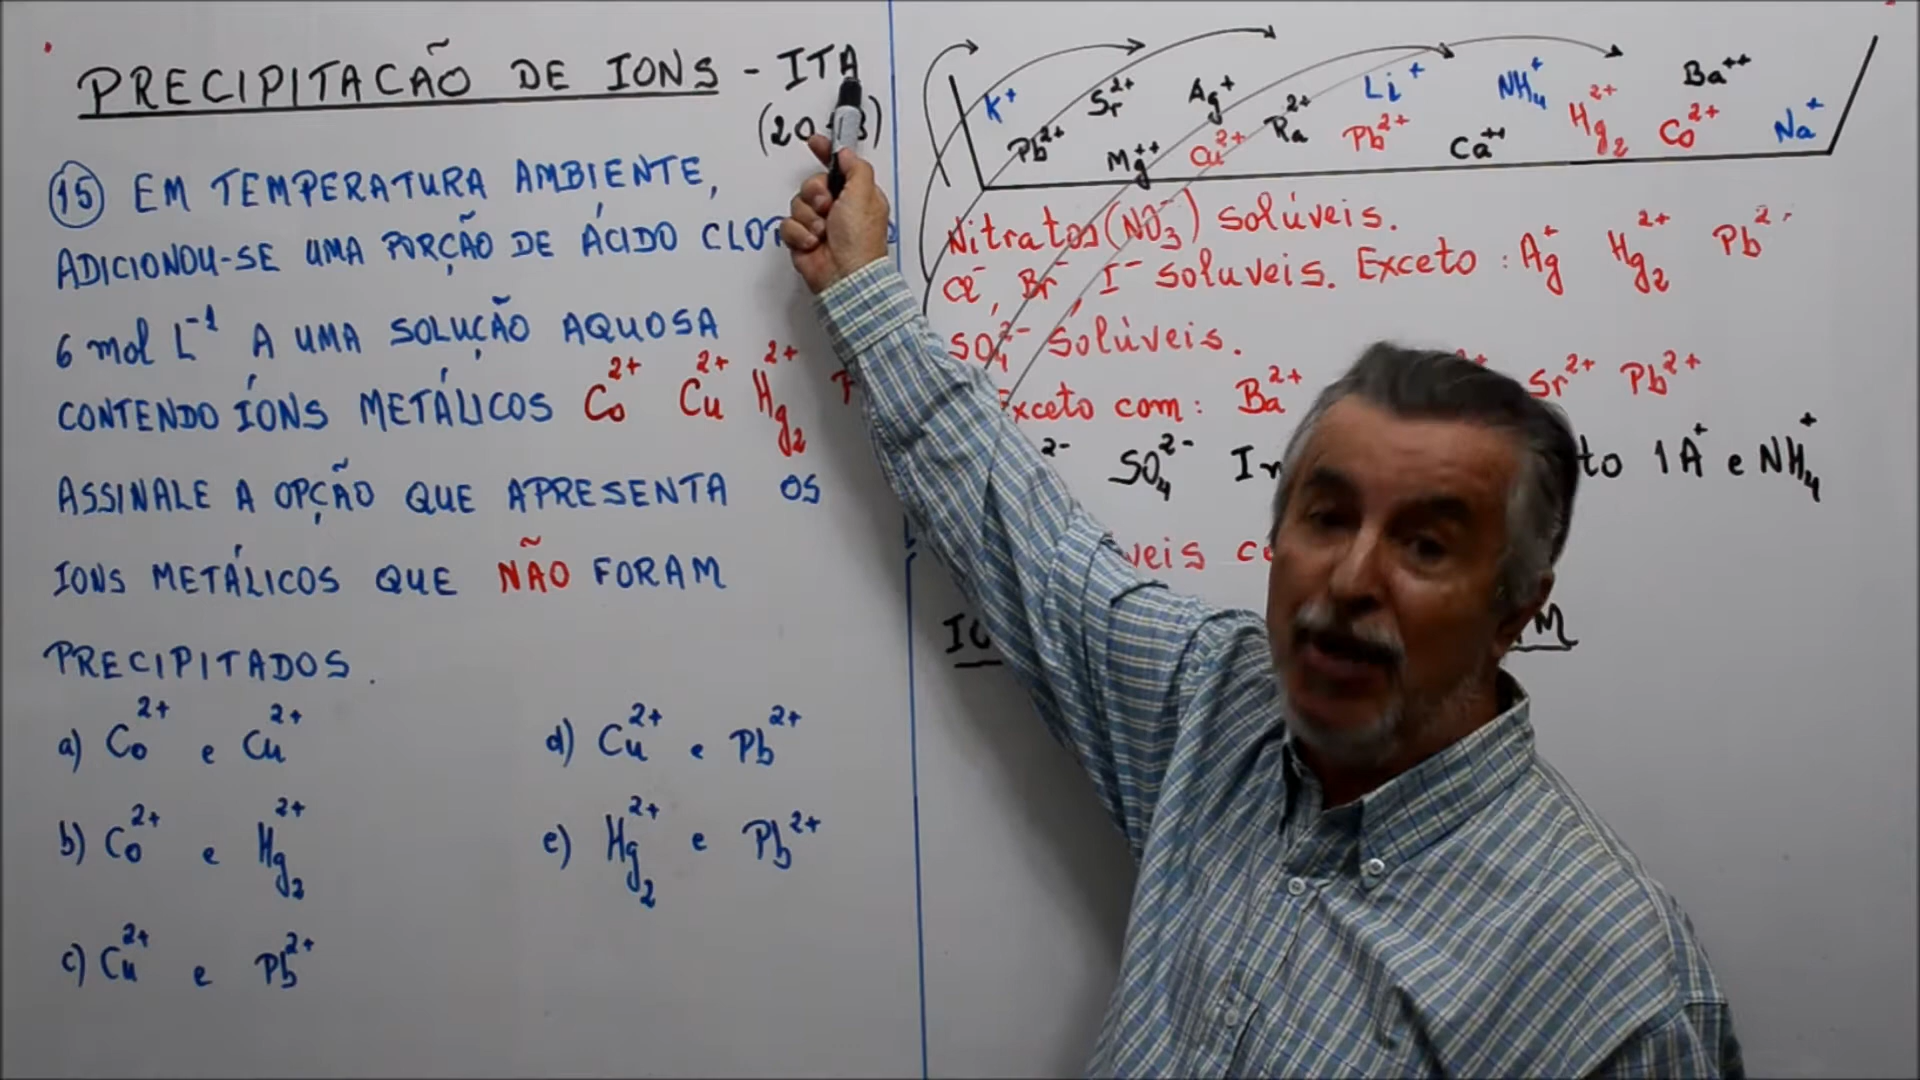 PRECIPITACÃO DE IONS - ITA
15 EM TEMPERATURA AMBIENTE,
ADICIONOU-SE UMA PORÇÃO DE ÁCIDO
6 mol L⁻¹ A UMA SOLUÇÃO AQUOSA
CONTENDO ÍONS METÁLICOS Co²⁺ Cu²⁺ Hg₂²⁺
ASSINALE A OPÇÃO QUE APRESENTA OS
IONS METÁLICOS QUE NÃO FORAM
PRECIPITADOS.
a) Co²⁺ e Cu²⁺
b) Co²⁺ e Hg₂²⁺
c) Cu²⁺ e Pb²⁺
d) Cu²⁺ e Pb²⁺
e) Hg₂²⁺ e Pb²⁺
K⁺ Sr²⁺ Ag⁺ Li⁺ NH₄⁺ Ba⁺⁺
Pb²⁺ Mg⁺⁺ Cu²⁺ Ra²⁺ Pb²⁺ Ca⁺⁺ Hg₂²⁺ Co²⁺ Na⁺
Nitratos (NO₃⁻) solúveis.
Cl⁻, Br⁻, I⁻ soluveis. Exceto: Ag⁺ Hg₂²⁺ Pb²⁺
SO₄²⁻ Solúveis.
Exceto com: Ba²⁺ Sr²⁺ Pb²⁺
SO₄²⁻ 1A⁺ e NH₄⁺